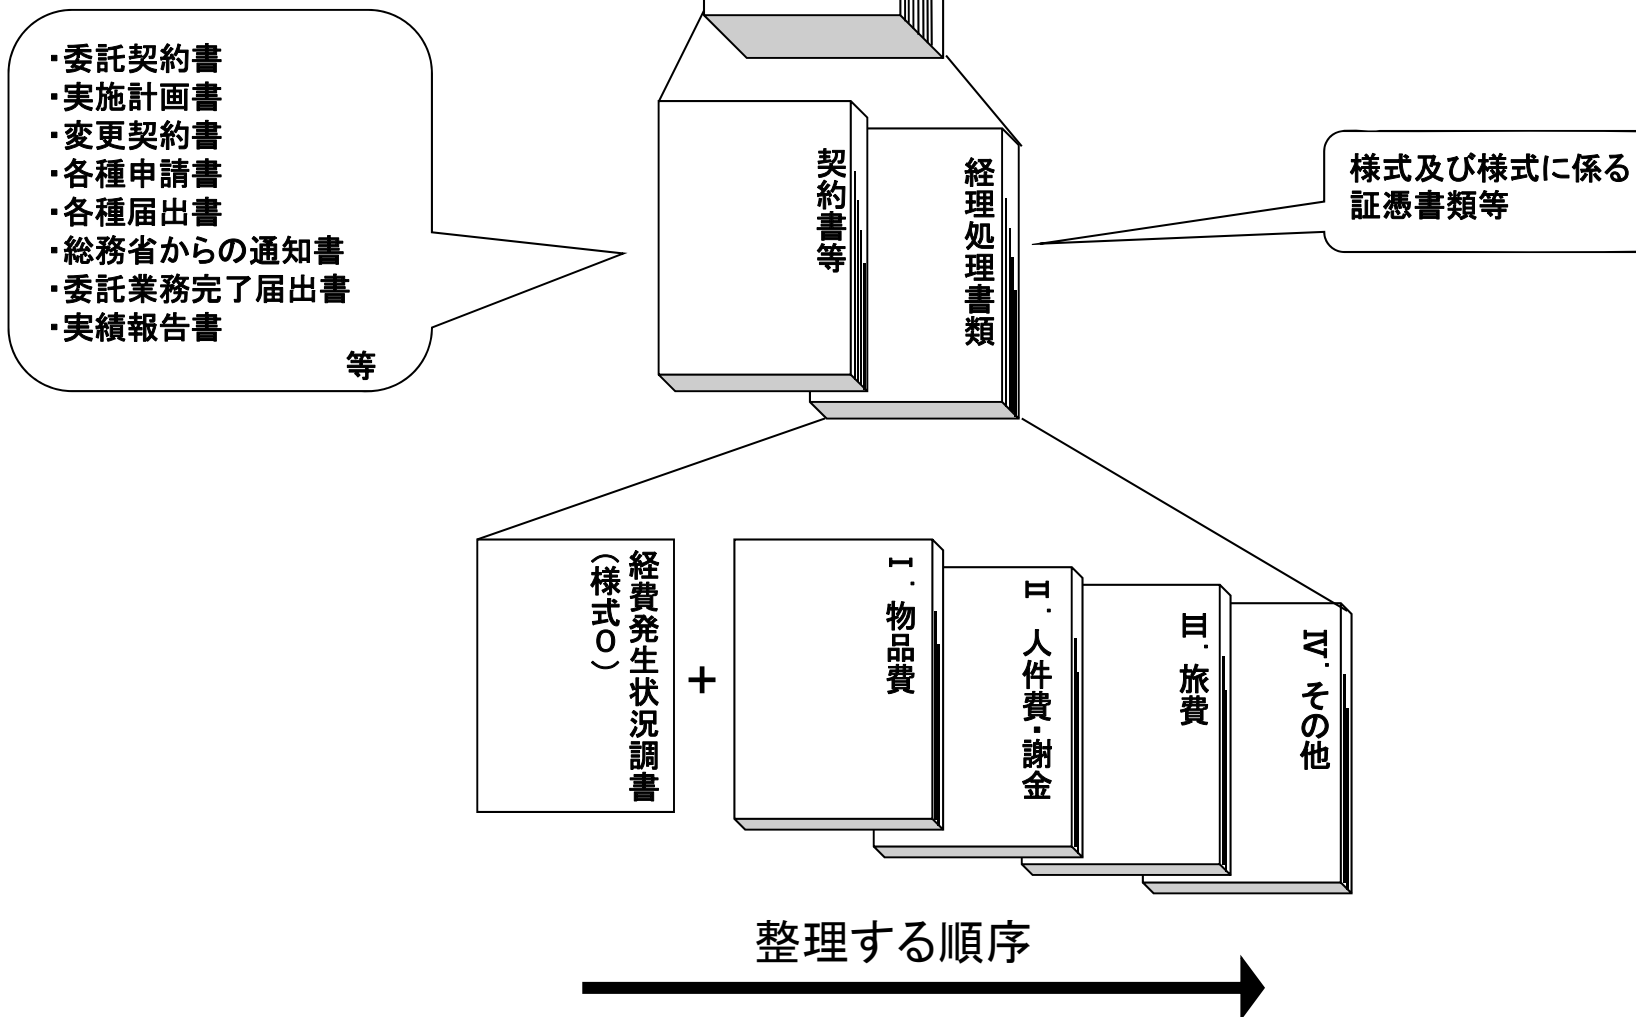 ・委託契約書
・実施計画書
・変更契約書
・各種申請書
・各種届出書
・総務省からの通知書
・委託業務完了届出書
・実績報告書
等
契約書等
経理処理書類
様式及び様式に係る
証憑書類等
経費発生状況調書
（様式０）
＋
Ⅰ．物品費
Ⅱ．人件費・謝金
Ⅲ．旅費
Ⅳ．その他
整理する順序